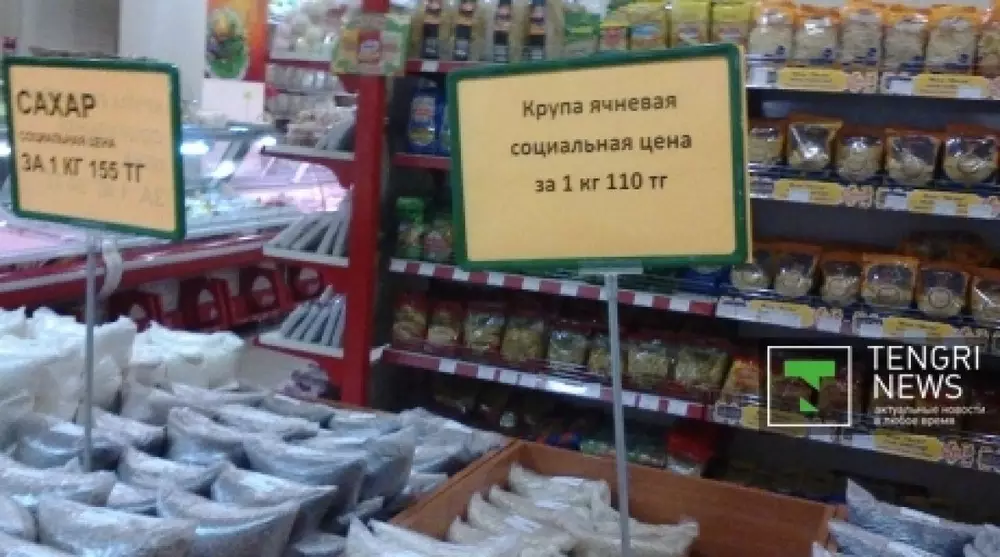 САХАР
СОЦИАЛЬНАЯ ЦЕНА
ЗА 1 КГ 155 ТГ
Крупа ячневая
социальная цена
за 1 кг 110 тг
TENGRI
NEWS
актуальные новости
в любое время